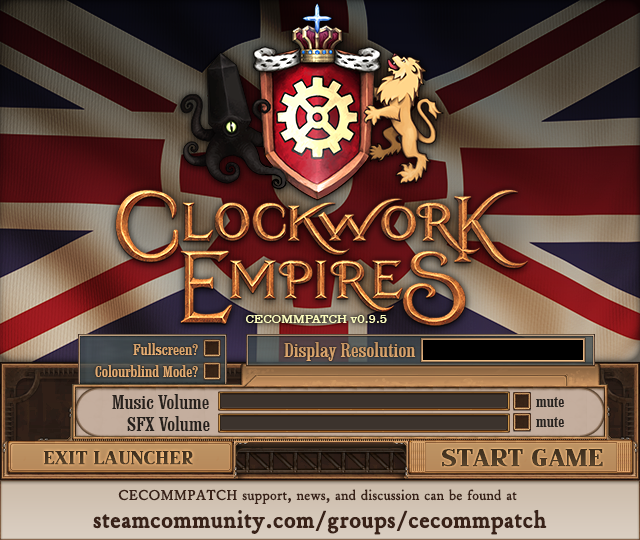 CLOCKWORK
EMPIRES
CECOMMPATCH v0.9.5
Fullscreen?
Display Resolution
Colourblind Mode?
Music Volume
mute
SFX Volume
mute
EXIT LAUNCHER
START GAME
CECOMMPATCH support, news, and discussion can be found at
steamcommunity.com/groups/cecommpatch